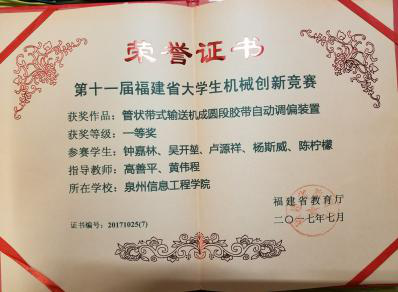 荣誉证书
第十一届福建省大学生机械创新竞赛
获奖作品：管状带式输送机成圆段胶带自动调偏装置
获奖等级：一等奖
参赛学生：钟嘉林、吴开堃、卢源祥、杨斯威、陈柠檬
指导教师：高善平、黄伟程
所在学校：泉州信息工程学院
福建省教育厅
证书编号：20171025(7)
二〇一七年七月